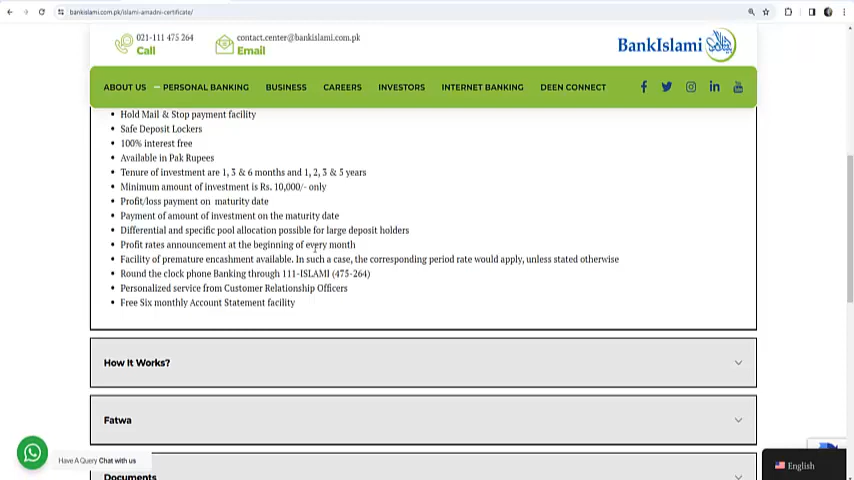 bankislami.com.pk/islami-amadni-certificate/
021-111 475 264
Call
contact.center@bankislami.com.pk
Email
BankIslami
ABOUT US
PERSONAL BANKING
BUSINESS
CAREERS
INVESTORS
INTERNET BANKING
DEEN CONNECT
Hold Mail & Stop payment facility
Safe Deposit Lockers
100% interest free
Available in Pak Rupees
Tenure of investment are 1, 3 & 6 months and 1, 2, 3 & 5 years
Minimum amount of investment is Rs. 10,000/- only
Profit/loss payment on maturity date
Payment of amount of investment on the maturity date
Differential and specific pool allocation possible for large deposit holders
Profit rates announcement at the beginning of every month
Facility of premature encashment available. In such a case, the corresponding period rate would apply, unless stated otherwise
Round the clock phone Banking through 111-ISLAMI (475-264)
Personalized service from Customer Relationship Officers
Free Six monthly Account Statement facility
How It Works?
Fatwa
Documents
Have A Query Chat with us
English